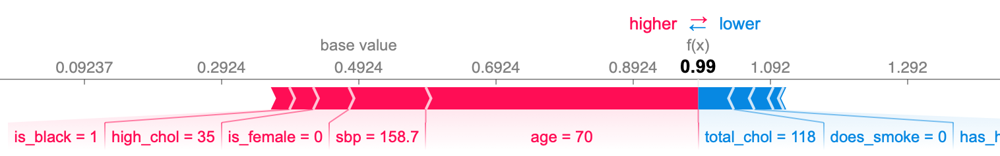 higher ⇄ lower
base value f(x)
0.09237 0.2924 0.4924 0.6924 0.8924 0.99 1.092 1.292
is_black = 1 high_chol = 35 is_female = 0 sbp = 158.7 age = 70 total_chol = 118 does_smoke = 0 has_h